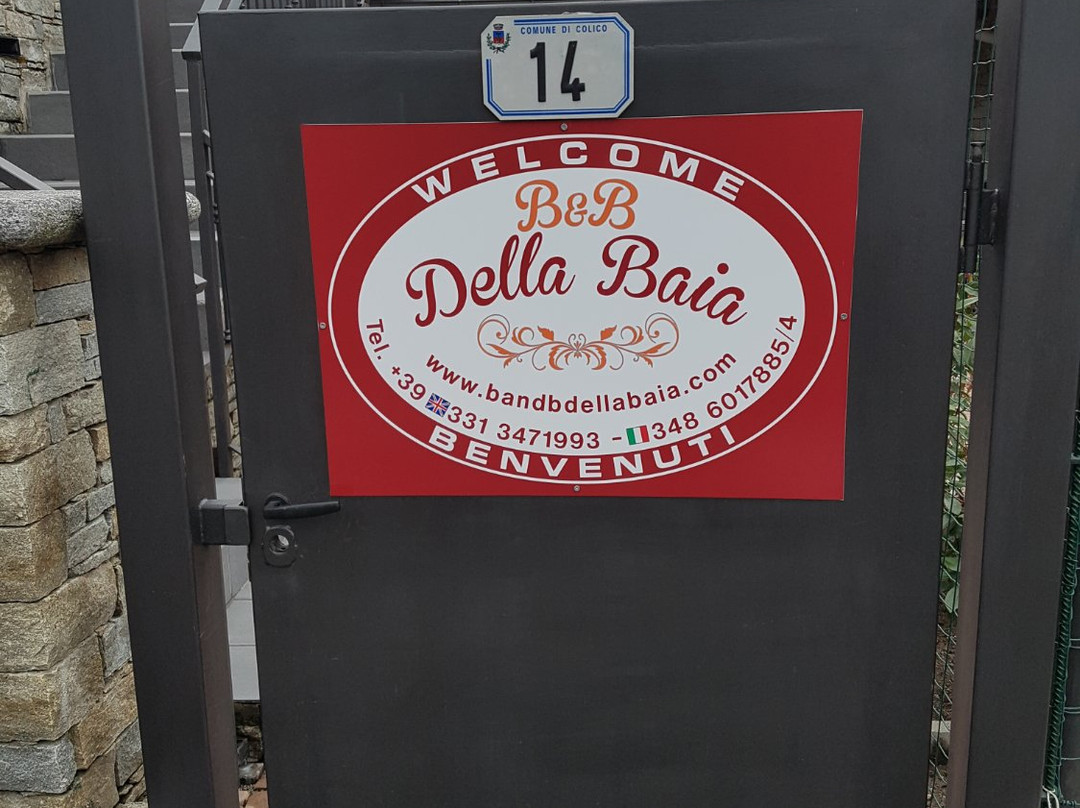 COMUNE DI COLICO
14
WELCOME
B&B
Della Baia
www.bandbdellabaia.com
Tel. +39 331 3471993 - 348 6017885/4
BENVENUTI